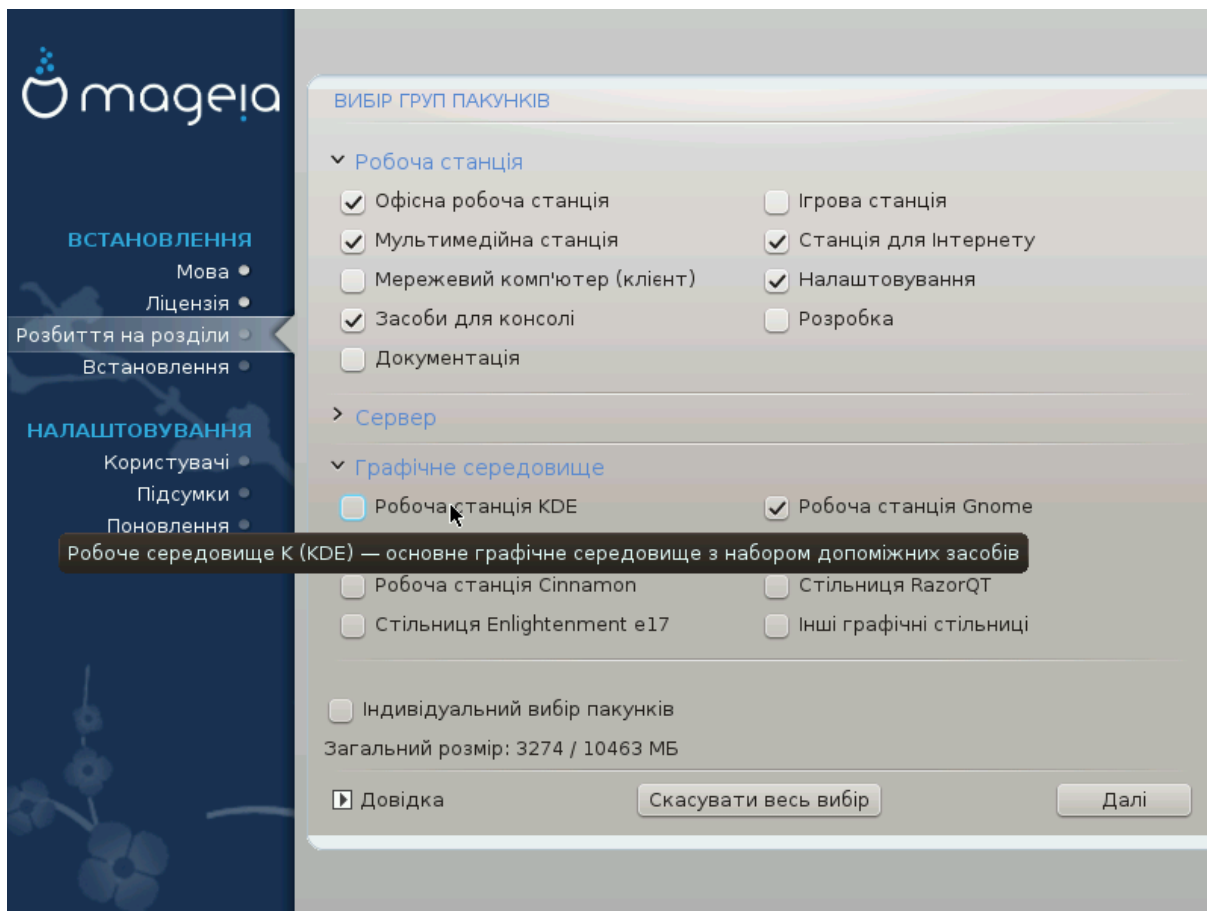 mageia
ВСТАНОВЛЕННЯ
Мова
Ліцензія
Розбиття на розділи
Встановлення
НАЛАШТОВУВАННЯ
Користувачі
Підсумки
Поновлення
ВИБІР ГРУП ПАКУНКІВ
Робоча станція
Офісна робоча станція
Ігрова станція
Мультимедійна станція
Станція для Інтернету
Мережевий комп'ютер (клієнт)
Налаштовування
Засоби для консолі
Розробка
Документація
Сервер
Графічне середовище
Робоча станція KDE
Робоча станція Gnome
Робоче середовище K (KDE) — основне графічне середовище з набором допоміжних засобів
Робоча станція Cinnamon
Стільниця RazorQT
Стільниця Enlightenment e17
Інші графічні стільниці
Індивідуальний вибір пакунків
Загальний розмір: 3274 / 10463 МБ
Довідка
Скасувати весь вибір
Далі